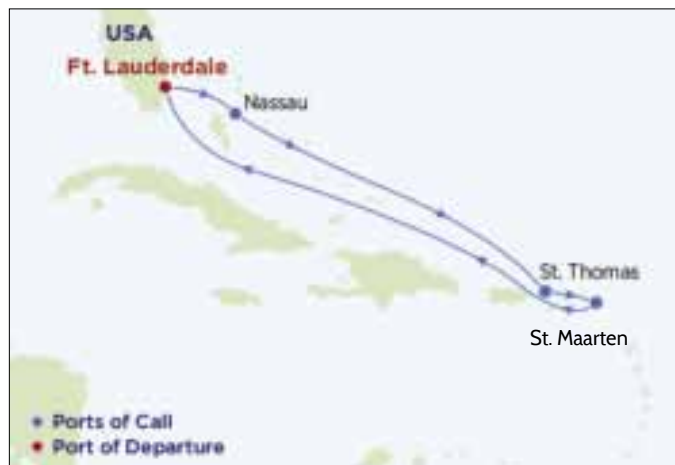 USA
Ft. Lauderdale
Nassau
St. Thomas
St. Maarten
Ports of Call
Port of Departure